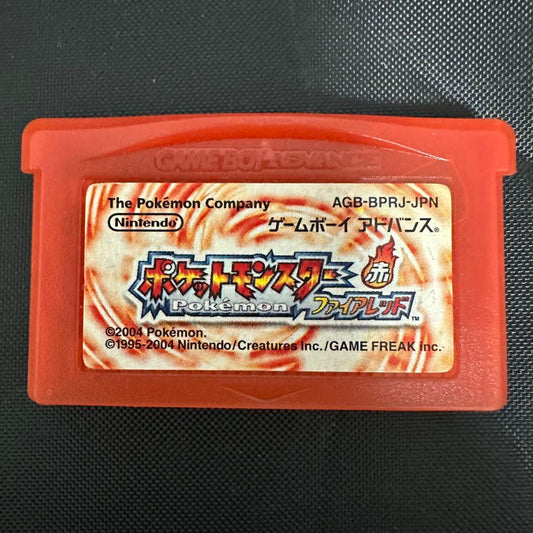 GAME BOY ADVANCE
The Pokémon Company AGB-BPRJ-JPN
Nintendo ゲームボーイ アドバンス®
ポケットモンスター 赤
Pokémon ファイアレッド™
©2004 Pokémon.
©1995-2004 Nintendo/Creatures inc./GAME FREAK inc.